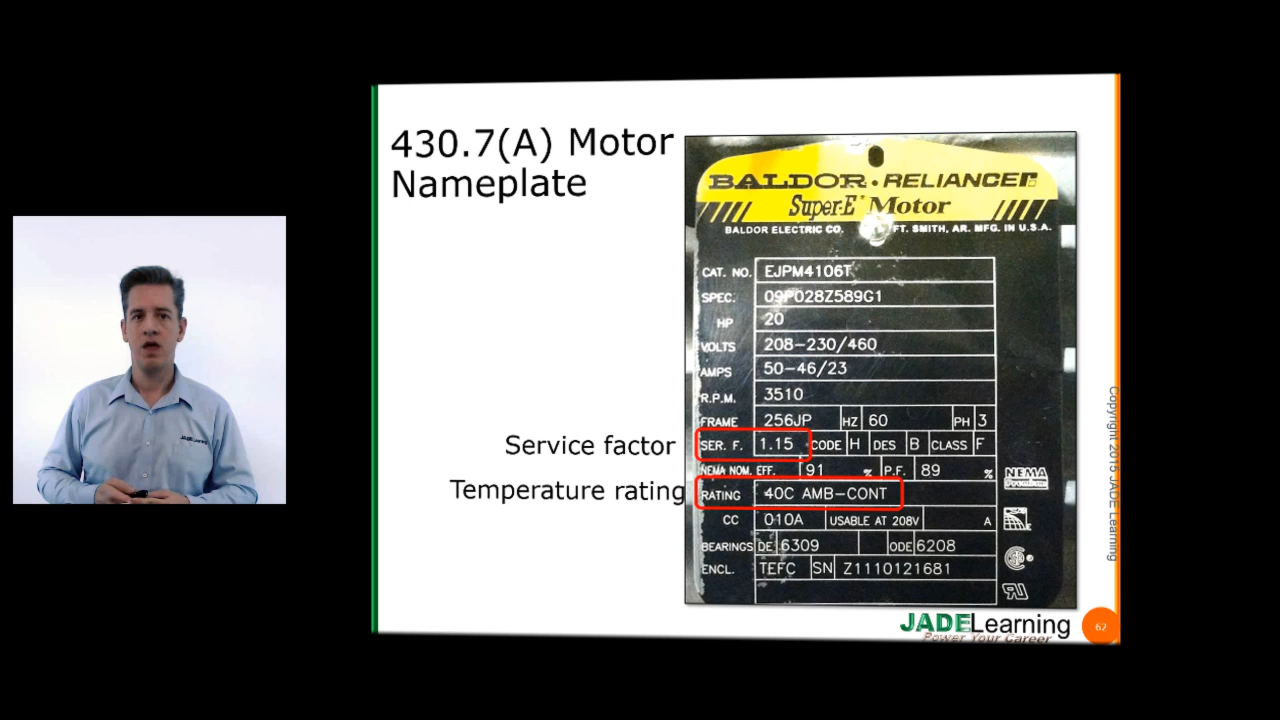 430.7(A) Motor
Nameplate
Service factor
Temperature rating
BALDOR • RELIANCE
Super-E Motor
BALDOR ELECTRIC CO. FT. SMITH, AR. MFG. IN U.S.A.
CAT. NO. EJPM4106T
SPEC. 09P028Z589G1
HP 20
VOLTS 208-230/460
AMPS 50-46/23
R.P.M. 3510
FRAME 256JP HZ 60 PH 3
SER. F. 1.15 CODE H DES B CLASS F
NEMA NOM. EFF. 91 % P.F. 89 %
RATING 40C AMB-CONT
CC 010A USABLE AT 208V A
BEARINGS DE 6309 ODE 6208
ENCL. TEFC SN Z1110121681
NEMA
JADELearning
Power Your Career
62
Copyright 2015 JADE Learning
JADELearning